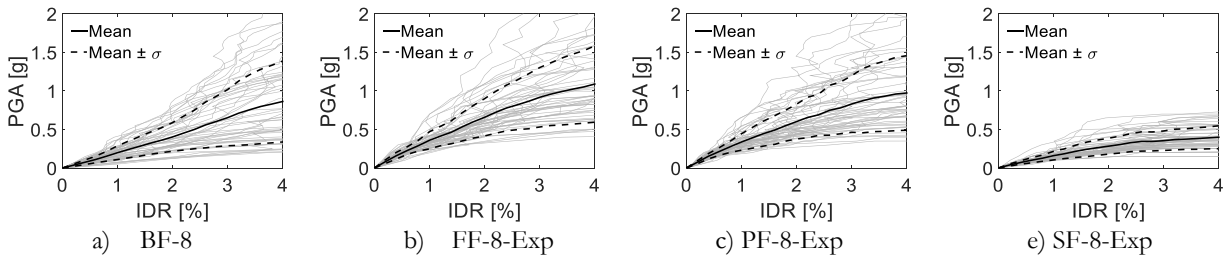 2
1.5
1
0.5
0
PGA [g]
Mean
Mean ± σ
0 1 2 3 4
IDR [%]
a) BF-8
2
1.5
1
0.5
0
PGA [g]
Mean
Mean ± σ
0 1 2 3 4
IDR [%]
b) FF-8-Exp
2
1.5
1
0.5
0
PGA [g]
Mean
Mean ± σ
0 1 2 3 4
IDR [%]
c) PF-8-Exp
2
1.5
1
0.5
0
PGA [g]
Mean
Mean ± σ
0 1 2 3 4
IDR [%]
e) SF-8-Exp